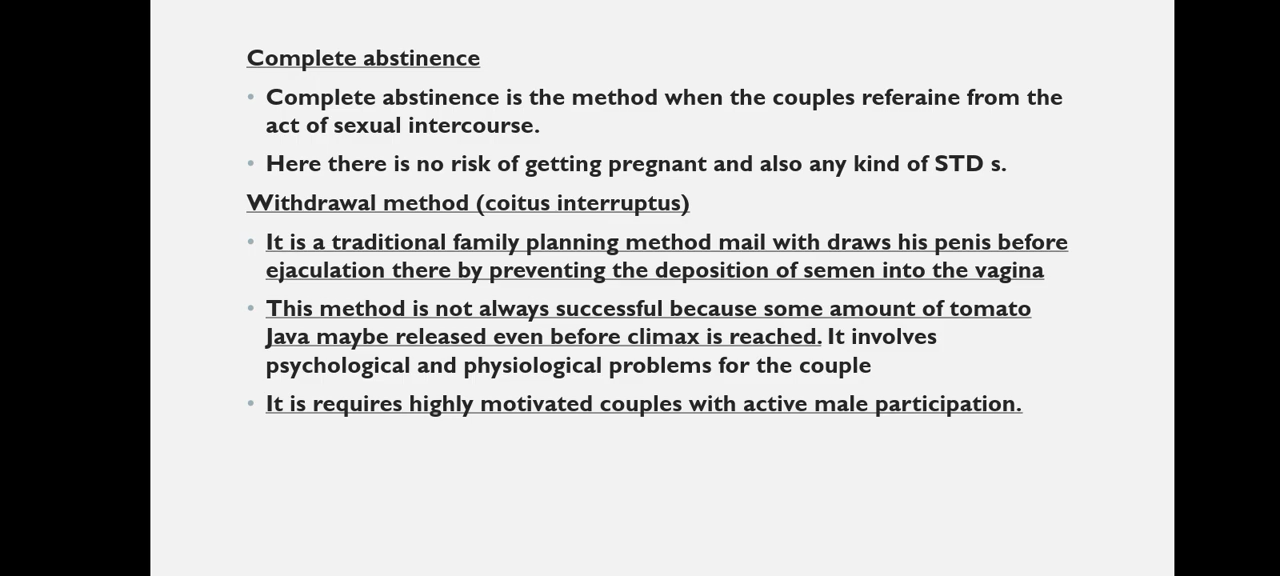 Complete abstinence
• Complete abstinence is the method when the couples referaine from the
act of sexual intercourse.
• Here there is no risk of getting pregnant and also any kind of STD s.
Withdrawal method (coitus interruptus)
• It is a traditional family planning method mail with draws his penis before
ejaculation there by preventing the deposition of semen into the vagina
• This method is not always successful because some amount of tomato
Java maybe released even before climax is reached. It involves
psychological and physiological problems for the couple
• It is requires highly motivated couples with active male participation.